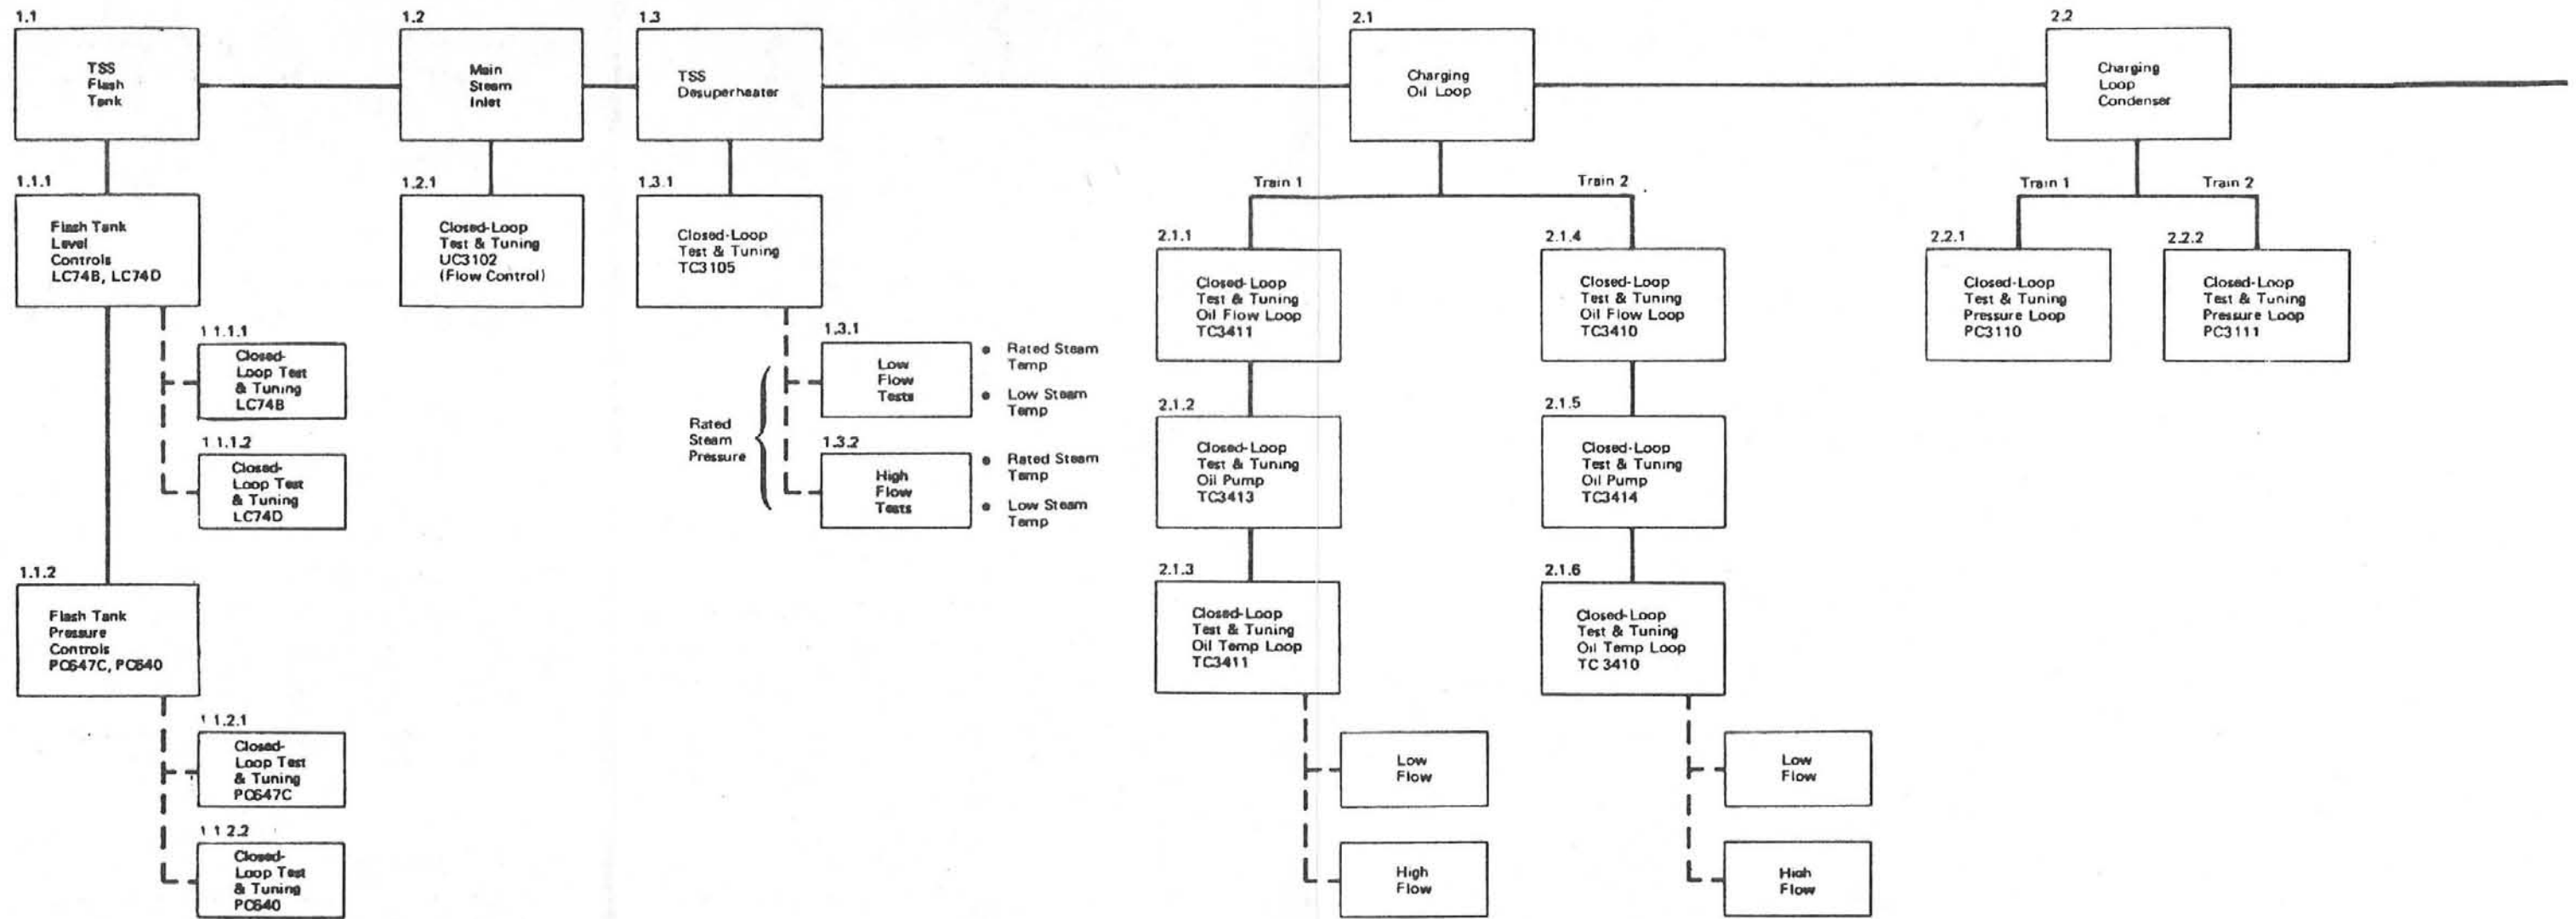 1.1
TSS
Flash
Tank
1.2
Main
Steam
Inlet
1.3
TSS
Desuperheater
2.1
Charging
Oil Loop
2.2
Charging
Loop
Condenser
1.1.1
Flash Tank
Level
Controls
LC74B, LC74D
1 1.1.1
Closed-
Loop Test
& Tuning
LC74B
1 1.1.2
Closed-
Loop Test
& Tuning
LC74D
1.1.2
Flash Tank
Pressure
Controls
PC647C, PC640
1 1.2.1
Closed-
Loop Test
& Tuning
PC647C
1 1 2.2
Closed-
Loop Test
& Tuning
PC640
1.2.1
Closed-Loop
Test & Tuning
UC3102
(Flow Control)
1.3.1
Closed-Loop
Test & Tuning
TC3105
Rated
Steam
Pressure
1.3.1
Low
Flow
Tests
• Rated Steam
Temp
• Low Steam
Temp
1.3.2
High
Flow
Tests
• Rated Steam
Temp
• Low Steam
Temp
Train 1
2.1.1
Closed-Loop
Test & Tuning
Oil Flow Loop
TC3411
2.1.2
Closed-Loop
Test & Tuning
Oil Pump
TC3413
2.1.3
Closed-Loop
Test & Tuning
Oil Temp Loop
TC3411
Low
Flow
High
Flow
Train 2
2.1.4
Closed-Loop
Test & Tuning
Oil Flow Loop
TC3410
2.1.5
Closed-Loop
Test & Tuning
Oil Pump
TC3414
2.1.6
Closed-Loop
Test & Tuning
Oil Temp Loop
TC 3410
Low
Flow
High
Flow
Train 1
2.2.1
Closed-Loop
Test & Tuning
Pressure Loop
PC3110
Train 2
2.2.2
Closed-Loop
Test & Tuning
Pressure Loop
PC3111